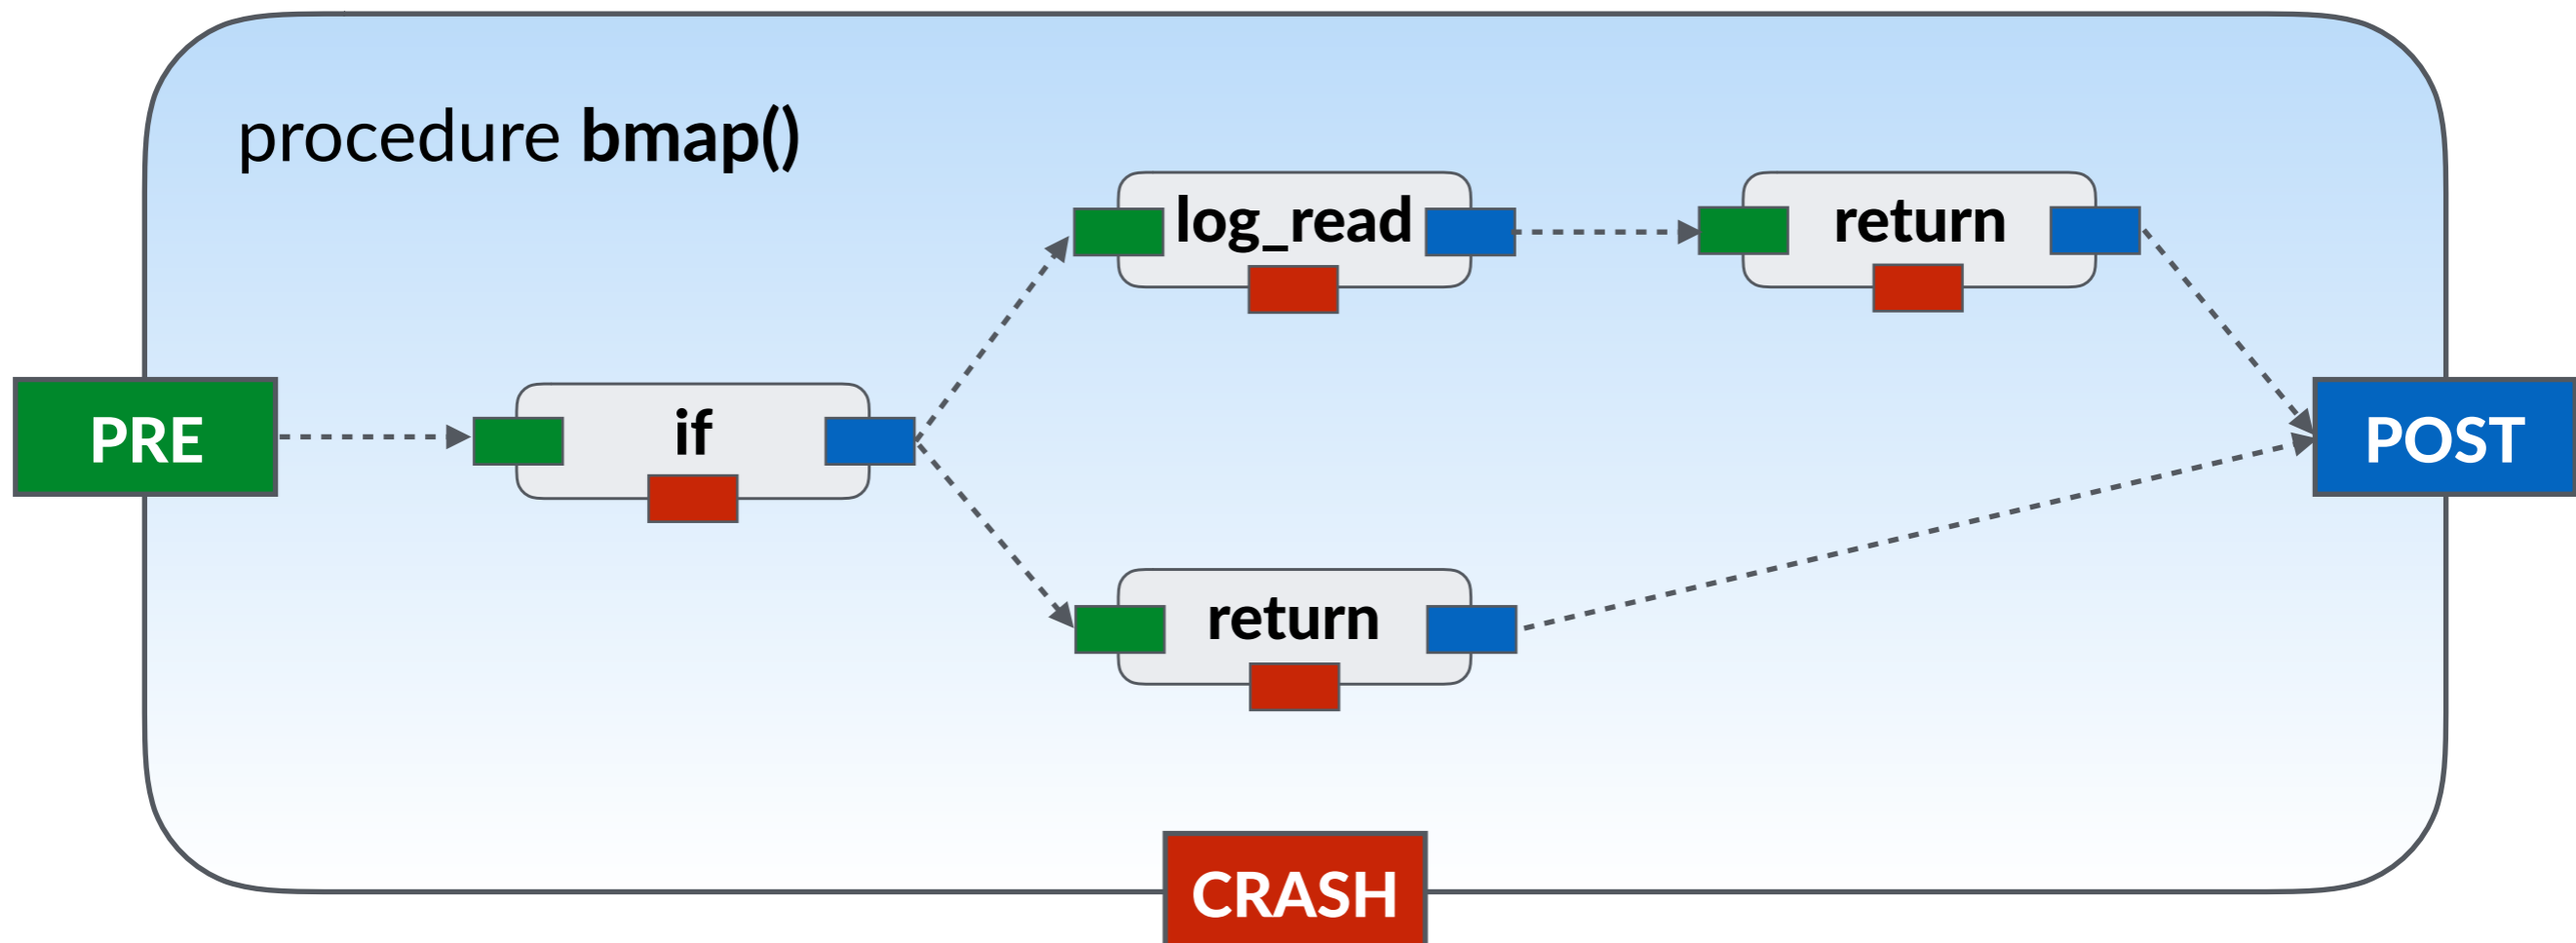 procedure bmap()
log_read
return
PRE
if
POST
return
CRASH